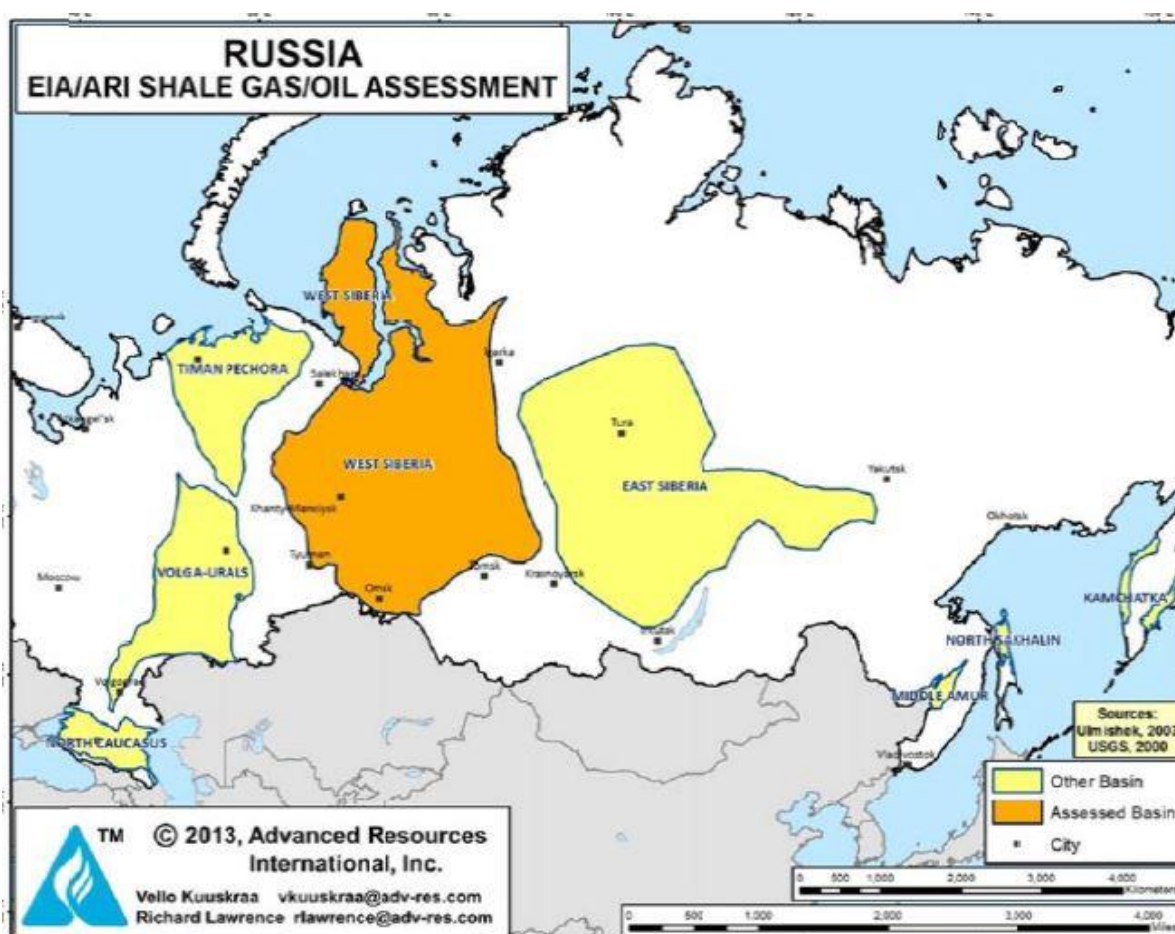 RUSSIA
EIA/ARI SHALE GAS/OIL ASSESSMENT
WEST SIBERIA
TIMAN PECHORA
Igarka
Salekhard
Tura
WEST SIBERIA
EAST SIBERIA
Yakutsk
Khanty-Mansiysk
Okhotsk
Tyumen
Tomsk
Krasnoyarsk
Moscow
VOLGA-URALS
Omsk
KAMCHATKA
Irkutsk
NORTH SAKHALIN
Volgograd
MIDDLE AMUR
NORTH CAUCASUS
Vladivostok
Sources:
Ulmishek, 2003
USGS, 2000
Other Basin
Assessed Basin
City
TM
© 2013, Advanced Resources
International, Inc.
Vello Kuuskraa vkuuskraa@adv-res.com
Richard Lawrence rlawrence@adv-res.com
0 500 1,000 2,000 3,000 4,000
Kilometers
0 500 1,000 2,000 3,000 4,000